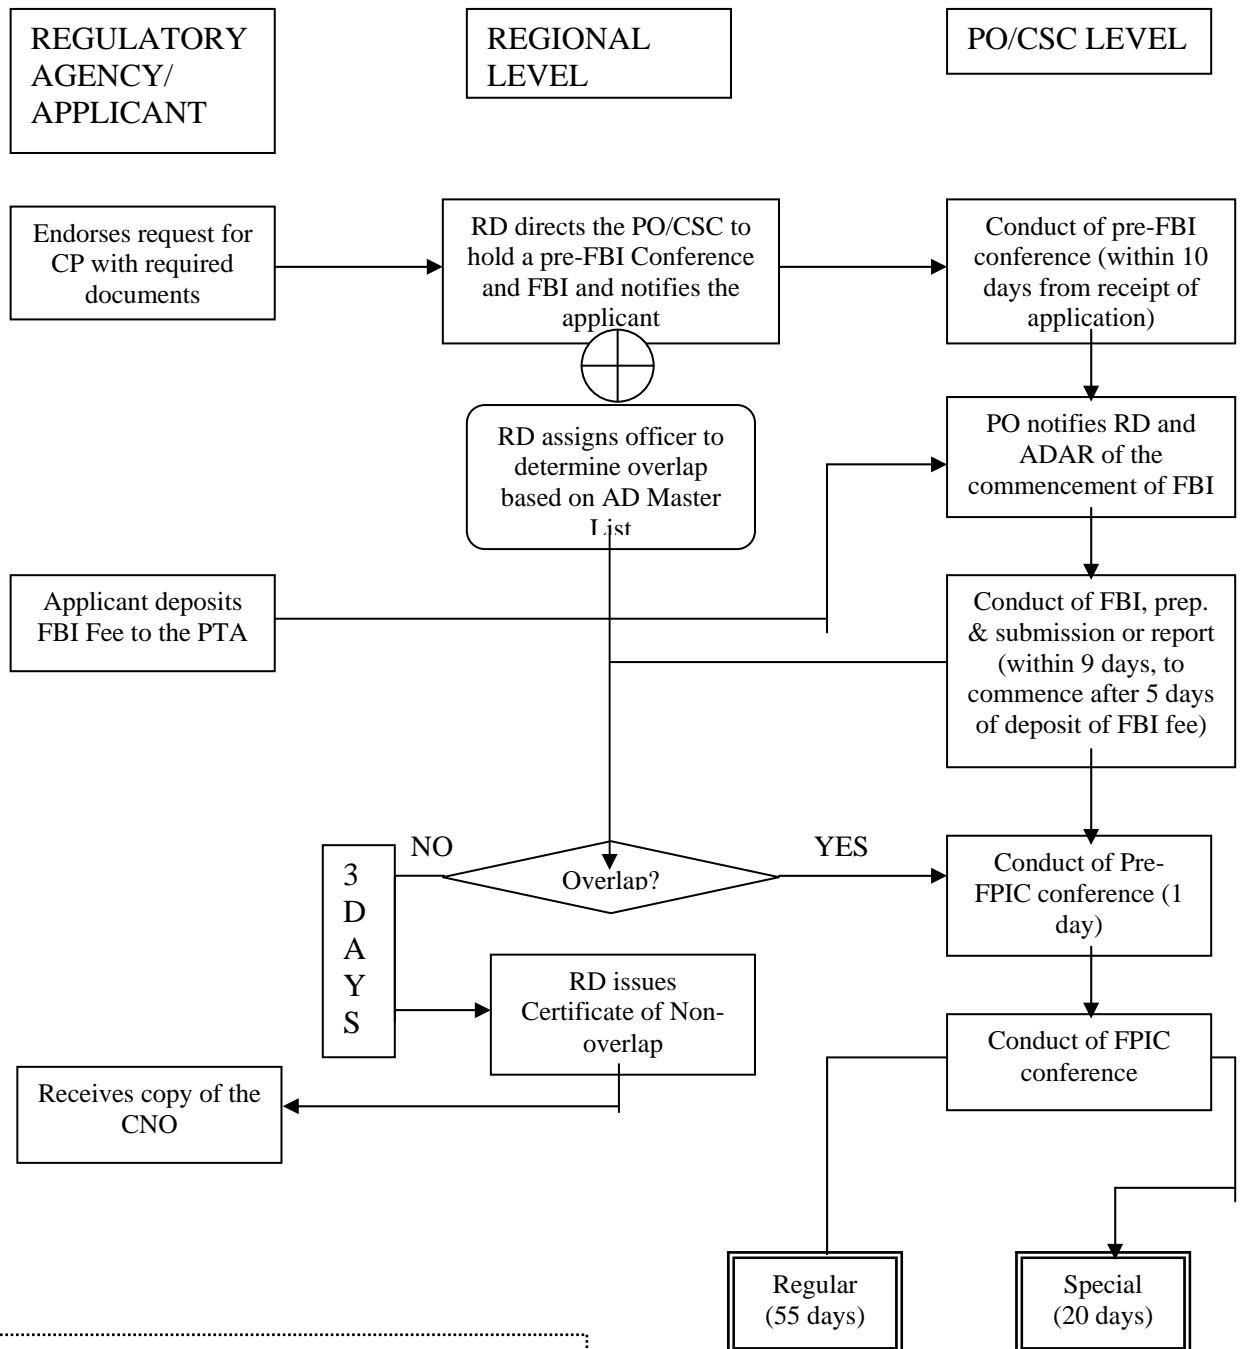 REGULATORY
AGENCY/
APPLICANT
REGIONAL
LEVEL
PO/CSC LEVEL
Endorses request for
CP with required
documents
RD directs the PO/CSC to
hold a pre-FBI Conference
and FBI and notifies the
applicant
Conduct of pre-FBI
conference (within 10
days from receipt of
application)
RD assigns officer to
determine overlap
based on AD Master
List
PO notifies RD and
ADAR of the
commencement of FBI
Applicant deposits
FBI Fee to the PTA
Conduct of FBI, prep.
& submission or report
(within 9 days, to
commence after 5 days
of deposit of FBI fee)
NO
YES
3
D
A
Y
S
Overlap?
Conduct of Pre-
FPIC conference (1
day)
RD issues
Certificate of Non-
overlap
Conduct of FPIC
conference
Receives copy of the
CNO
Regular
(55 days)
Special
(20 days)